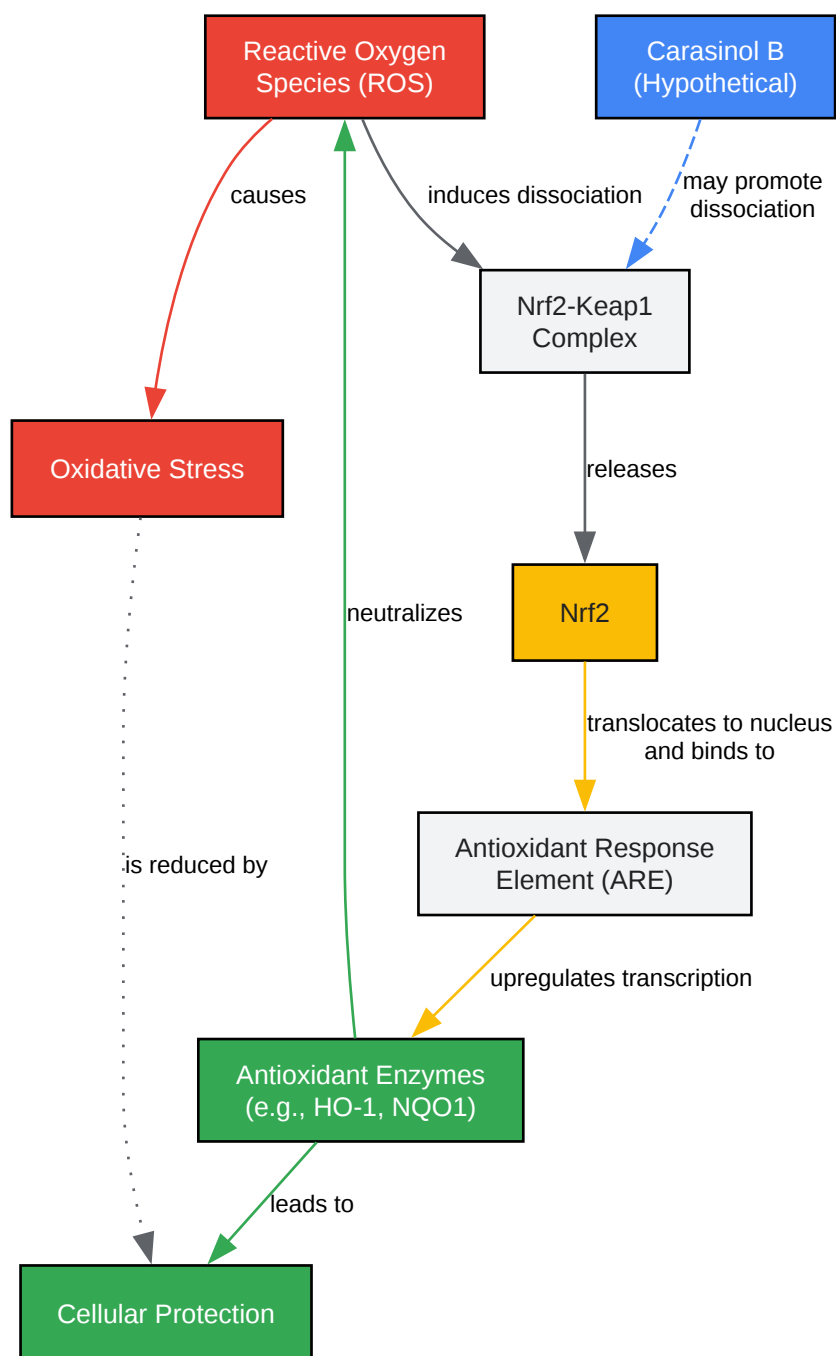 Reactive Oxygen
Species (ROS)
Carasinol B
(Hypothetical)
causes
induces dissociation
may promote
dissociation
Nrf2-Keap1
Complex
Oxidative Stress
releases
neutralizes
Nrf2
translocates to nucleus
and binds to
is reduced by
Antioxidant Response
Element (ARE)
upregulates transcription
Antioxidant Enzymes
(e.g., HO-1, NQO1)
leads to
Cellular Protection